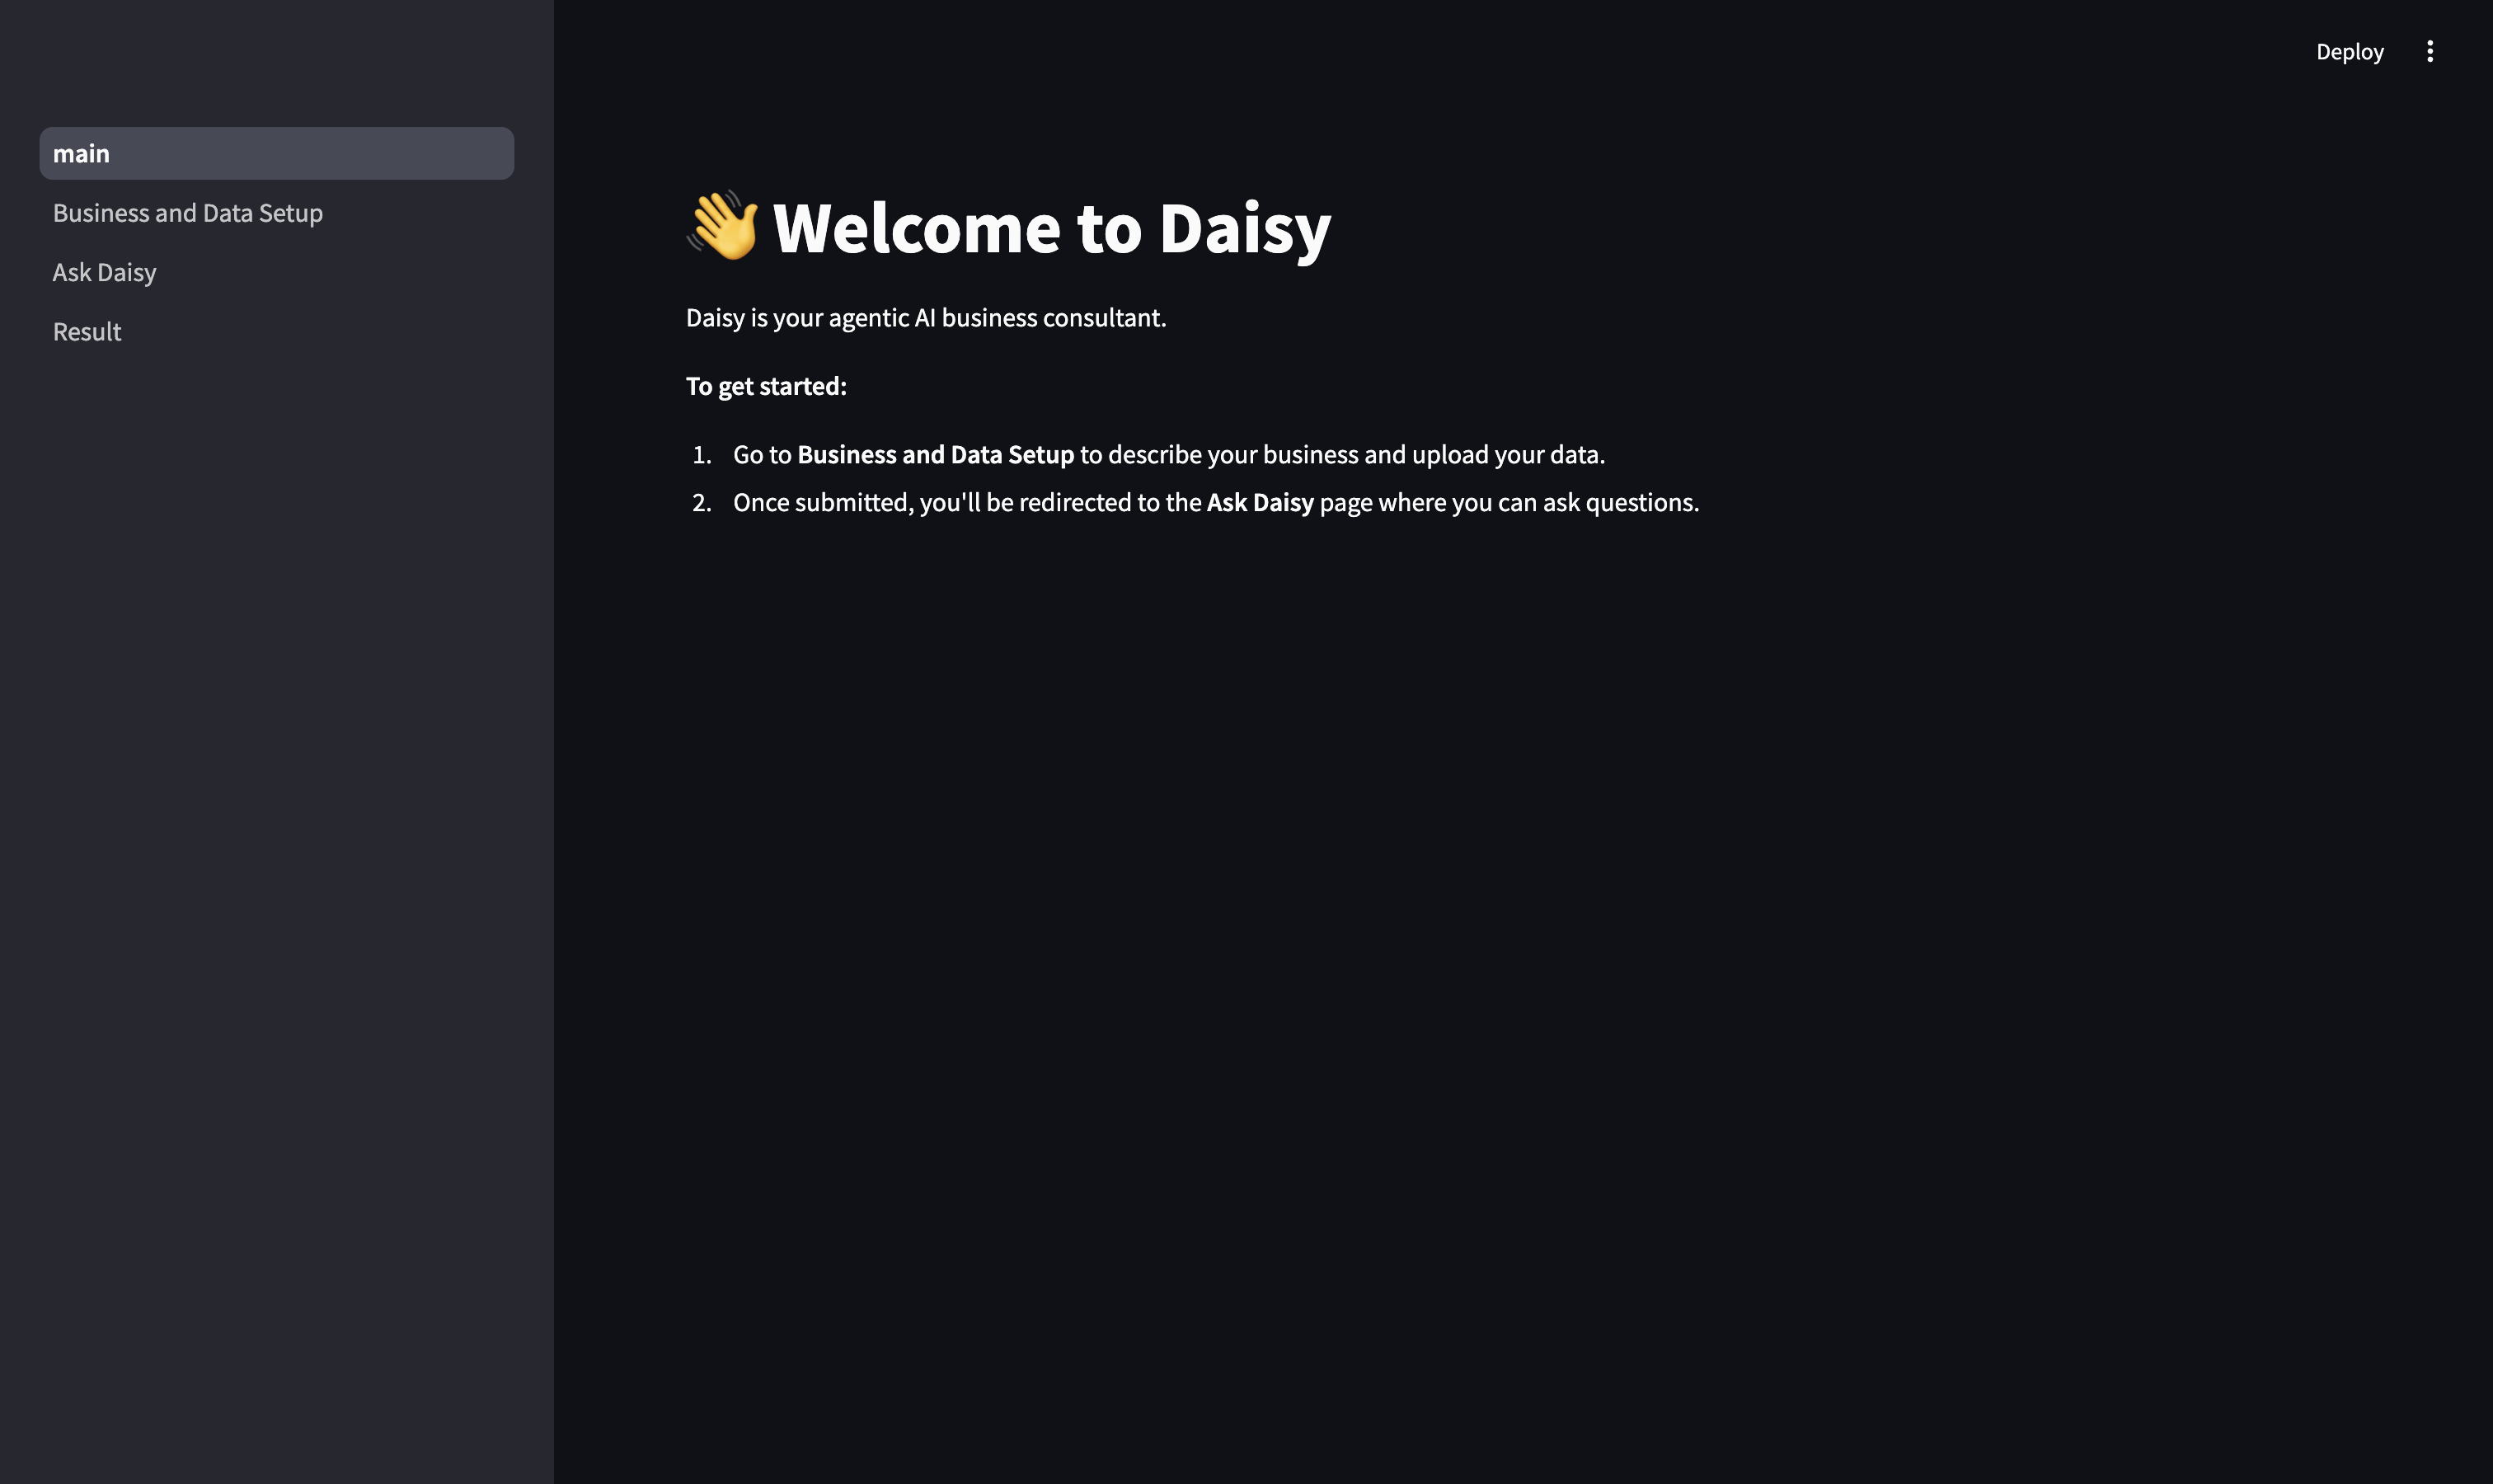 Deploy
main
Business and Data Setup
Ask Daisy
Result
👋 Welcome to Daisy
Daisy is your agentic AI business consultant.
To get started:
1. Go to Business and Data Setup to describe your business and upload your data.
2. Once submitted, you'll be redirected to the Ask Daisy page where you can ask questions.